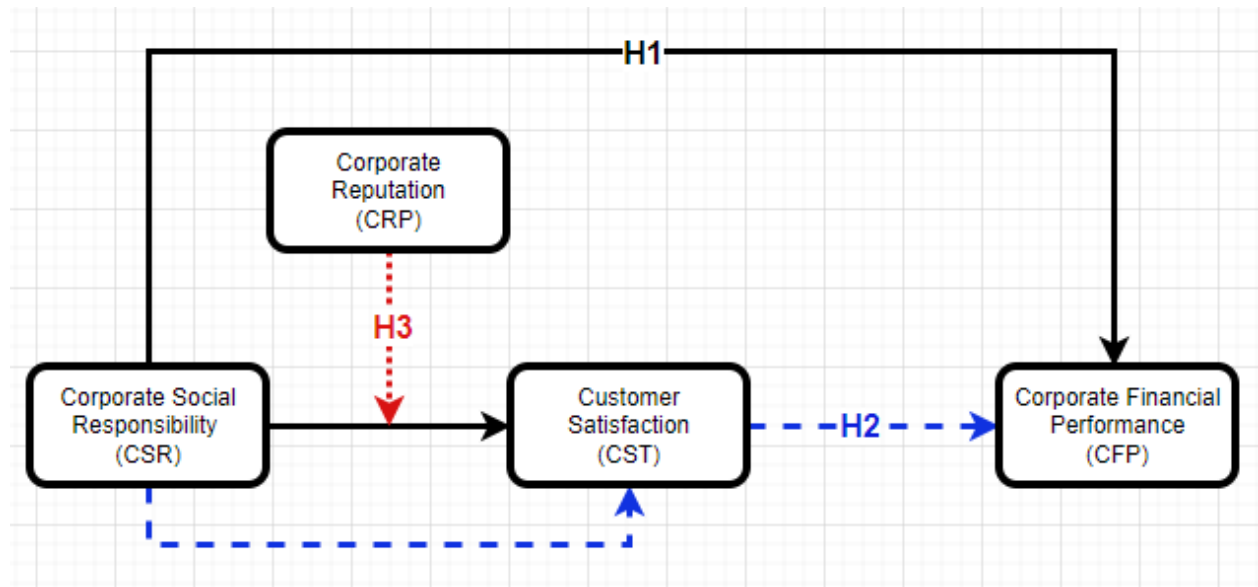 H1
Corporate
Reputation
(CRP)
H3
Corporate Social
Responsibility
(CSR)
Customer
Satisfaction
(CST)
H2
Corporate Financial
Performance
(CFP)